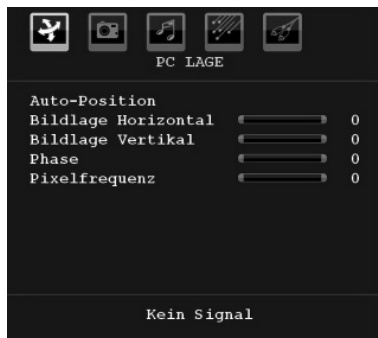 PC LAGE
Auto-Position
Bildlage Horizontal 0
Bildlage Vertikal 0
Phase 0
Pixelfrequenz 0
Kein Signal